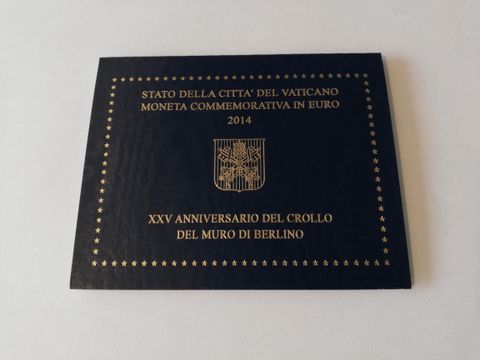 STATO DELLA CITTA' DEL VATICANO
MONETA COMMEMORATIVA IN EURO
2014
XXV ANNIVERSARIO DEL CROLLO
DEL MURO DI BERLINO